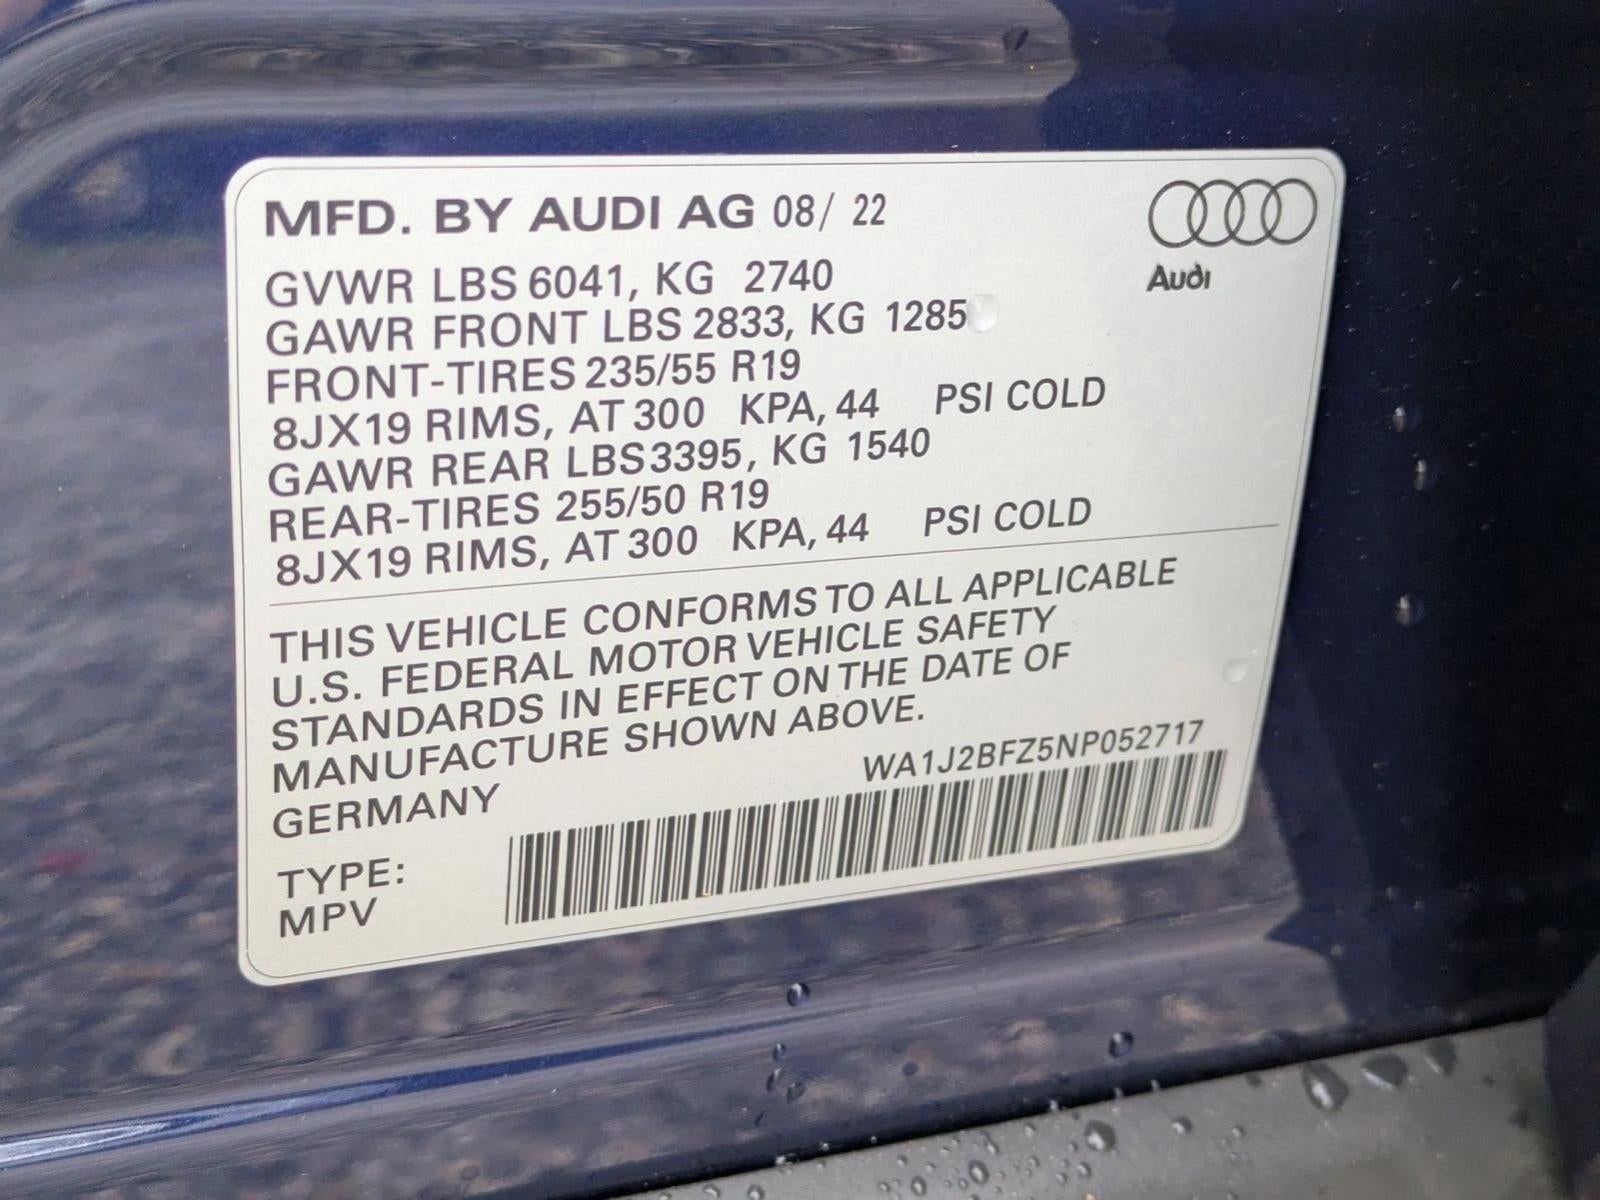 MFD. BY AUDI AG 08/ 22
Audi
GVWR LBS 6041, KG 2740
GAWR FRONT LBS 2833, KG 1285
FRONT-TIRES 235/55 R19
8JX19 RIMS, AT 300 KPA, 44 PSI COLD
GAWR REAR LBS 3395, KG 1540
REAR-TIRES 255/50 R19
8JX19 RIMS, AT 300 KPA, 44 PSI COLD
THIS VEHICLE CONFORMS TO ALL APPLICABLE
U.S. FEDERAL MOTOR VEHICLE SAFETY
STANDARDS IN EFFECT ON THE DATE OF
MANUFACTURE SHOWN ABOVE.
WA1J2BFZ5NP052717
GERMANY
TYPE:
MPV